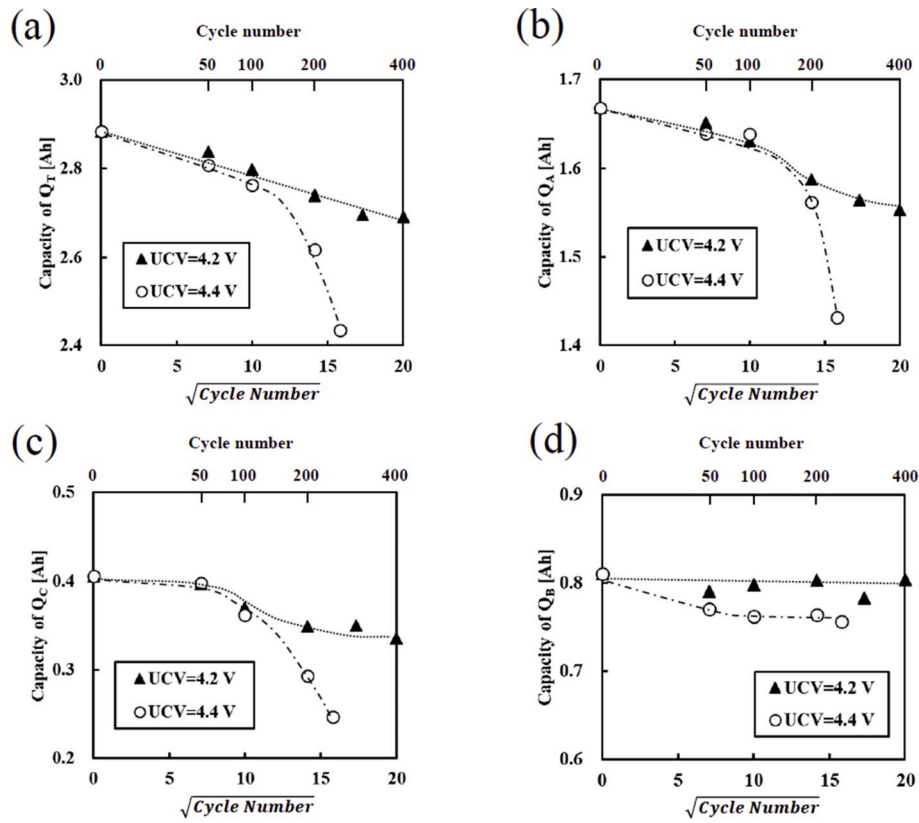 (a)
Cycle number
0 50 100 200 400
3.0
2.8
2.6
2.4
Capacity of Q_T [Ah]
UCV=4.2 V
UCV=4.4 V
0 5 10 15 20
√Cycle Number
(b)
Cycle number
0 50 100 200 400
1.7
1.6
1.5
1.4
Capacity of Q_A [Ah]
UCV=4.2 V
UCV=4.4 V
0 5 10 15 20
√Cycle Number
(c)
Cycle number
0 50 100 200 400
0.5
0.4
0.3
0.2
Capacity of Q_C [Ah]
UCV=4.2 V
UCV=4.4 V
0 5 10 15 20
√Cycle Number
(d)
Cycle number
0 50 100 200 400
0.9
0.8
0.7
0.6
Capacity of Q_B [Ah]
UCV=4.2 V
UCV=4.4 V
0 5 10 15 20
√Cycle Number